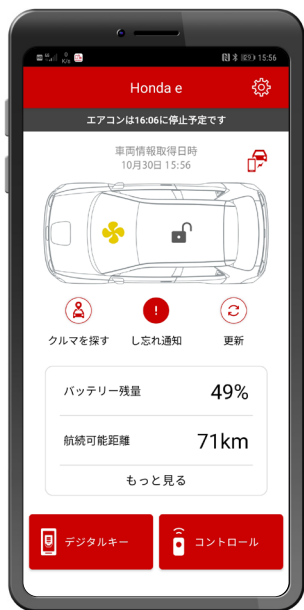 15:56
Honda e
エアコンは16:06に停止予定です
車両情報取得日時
10月30日 15:56
クルマを探す し忘れ通知 更新
バッテリー残量 49%
航続可能距離 71km
もっと見る
デジタルキー コントロール